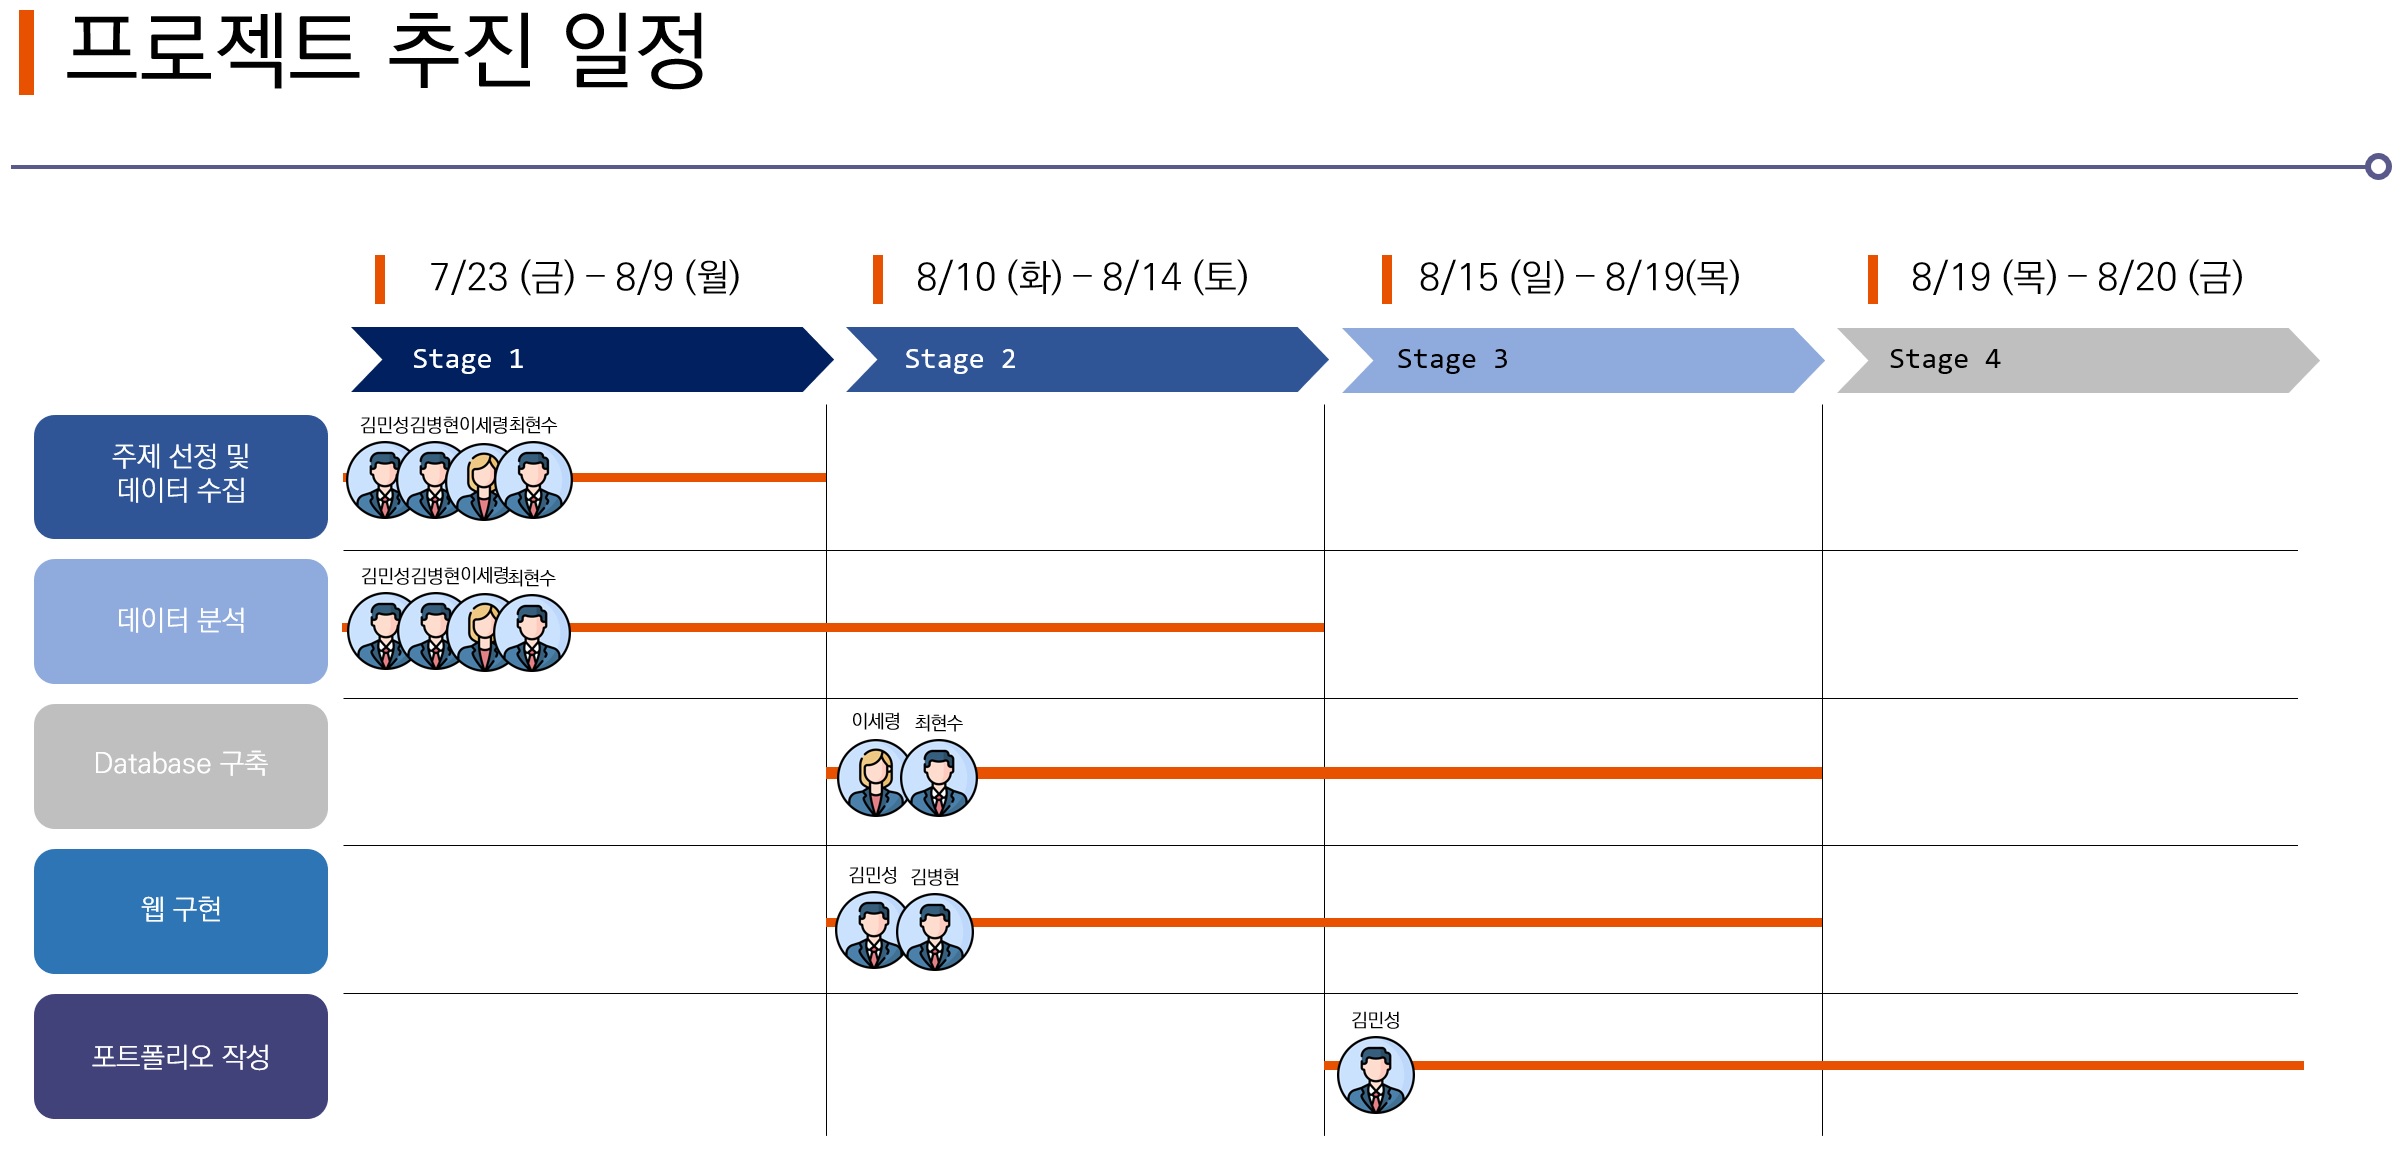 프로젝트 추진 일정
7/23 (금) – 8/9 (월)
8/10 (화) – 8/14 (토)
8/15 (일) – 8/19(목)
8/19 (목) – 8/20 (금)
Stage 1
Stage 2
Stage 3
Stage 4
주제 선정 및
데이터 수집
김민성 김병현 이세령 최현수
데이터 분석
김민성 김병현 이세령 최현수
Database 구축
이세령 최현수
웹 구현
김민성 김병현
포트폴리오 작성
김민성